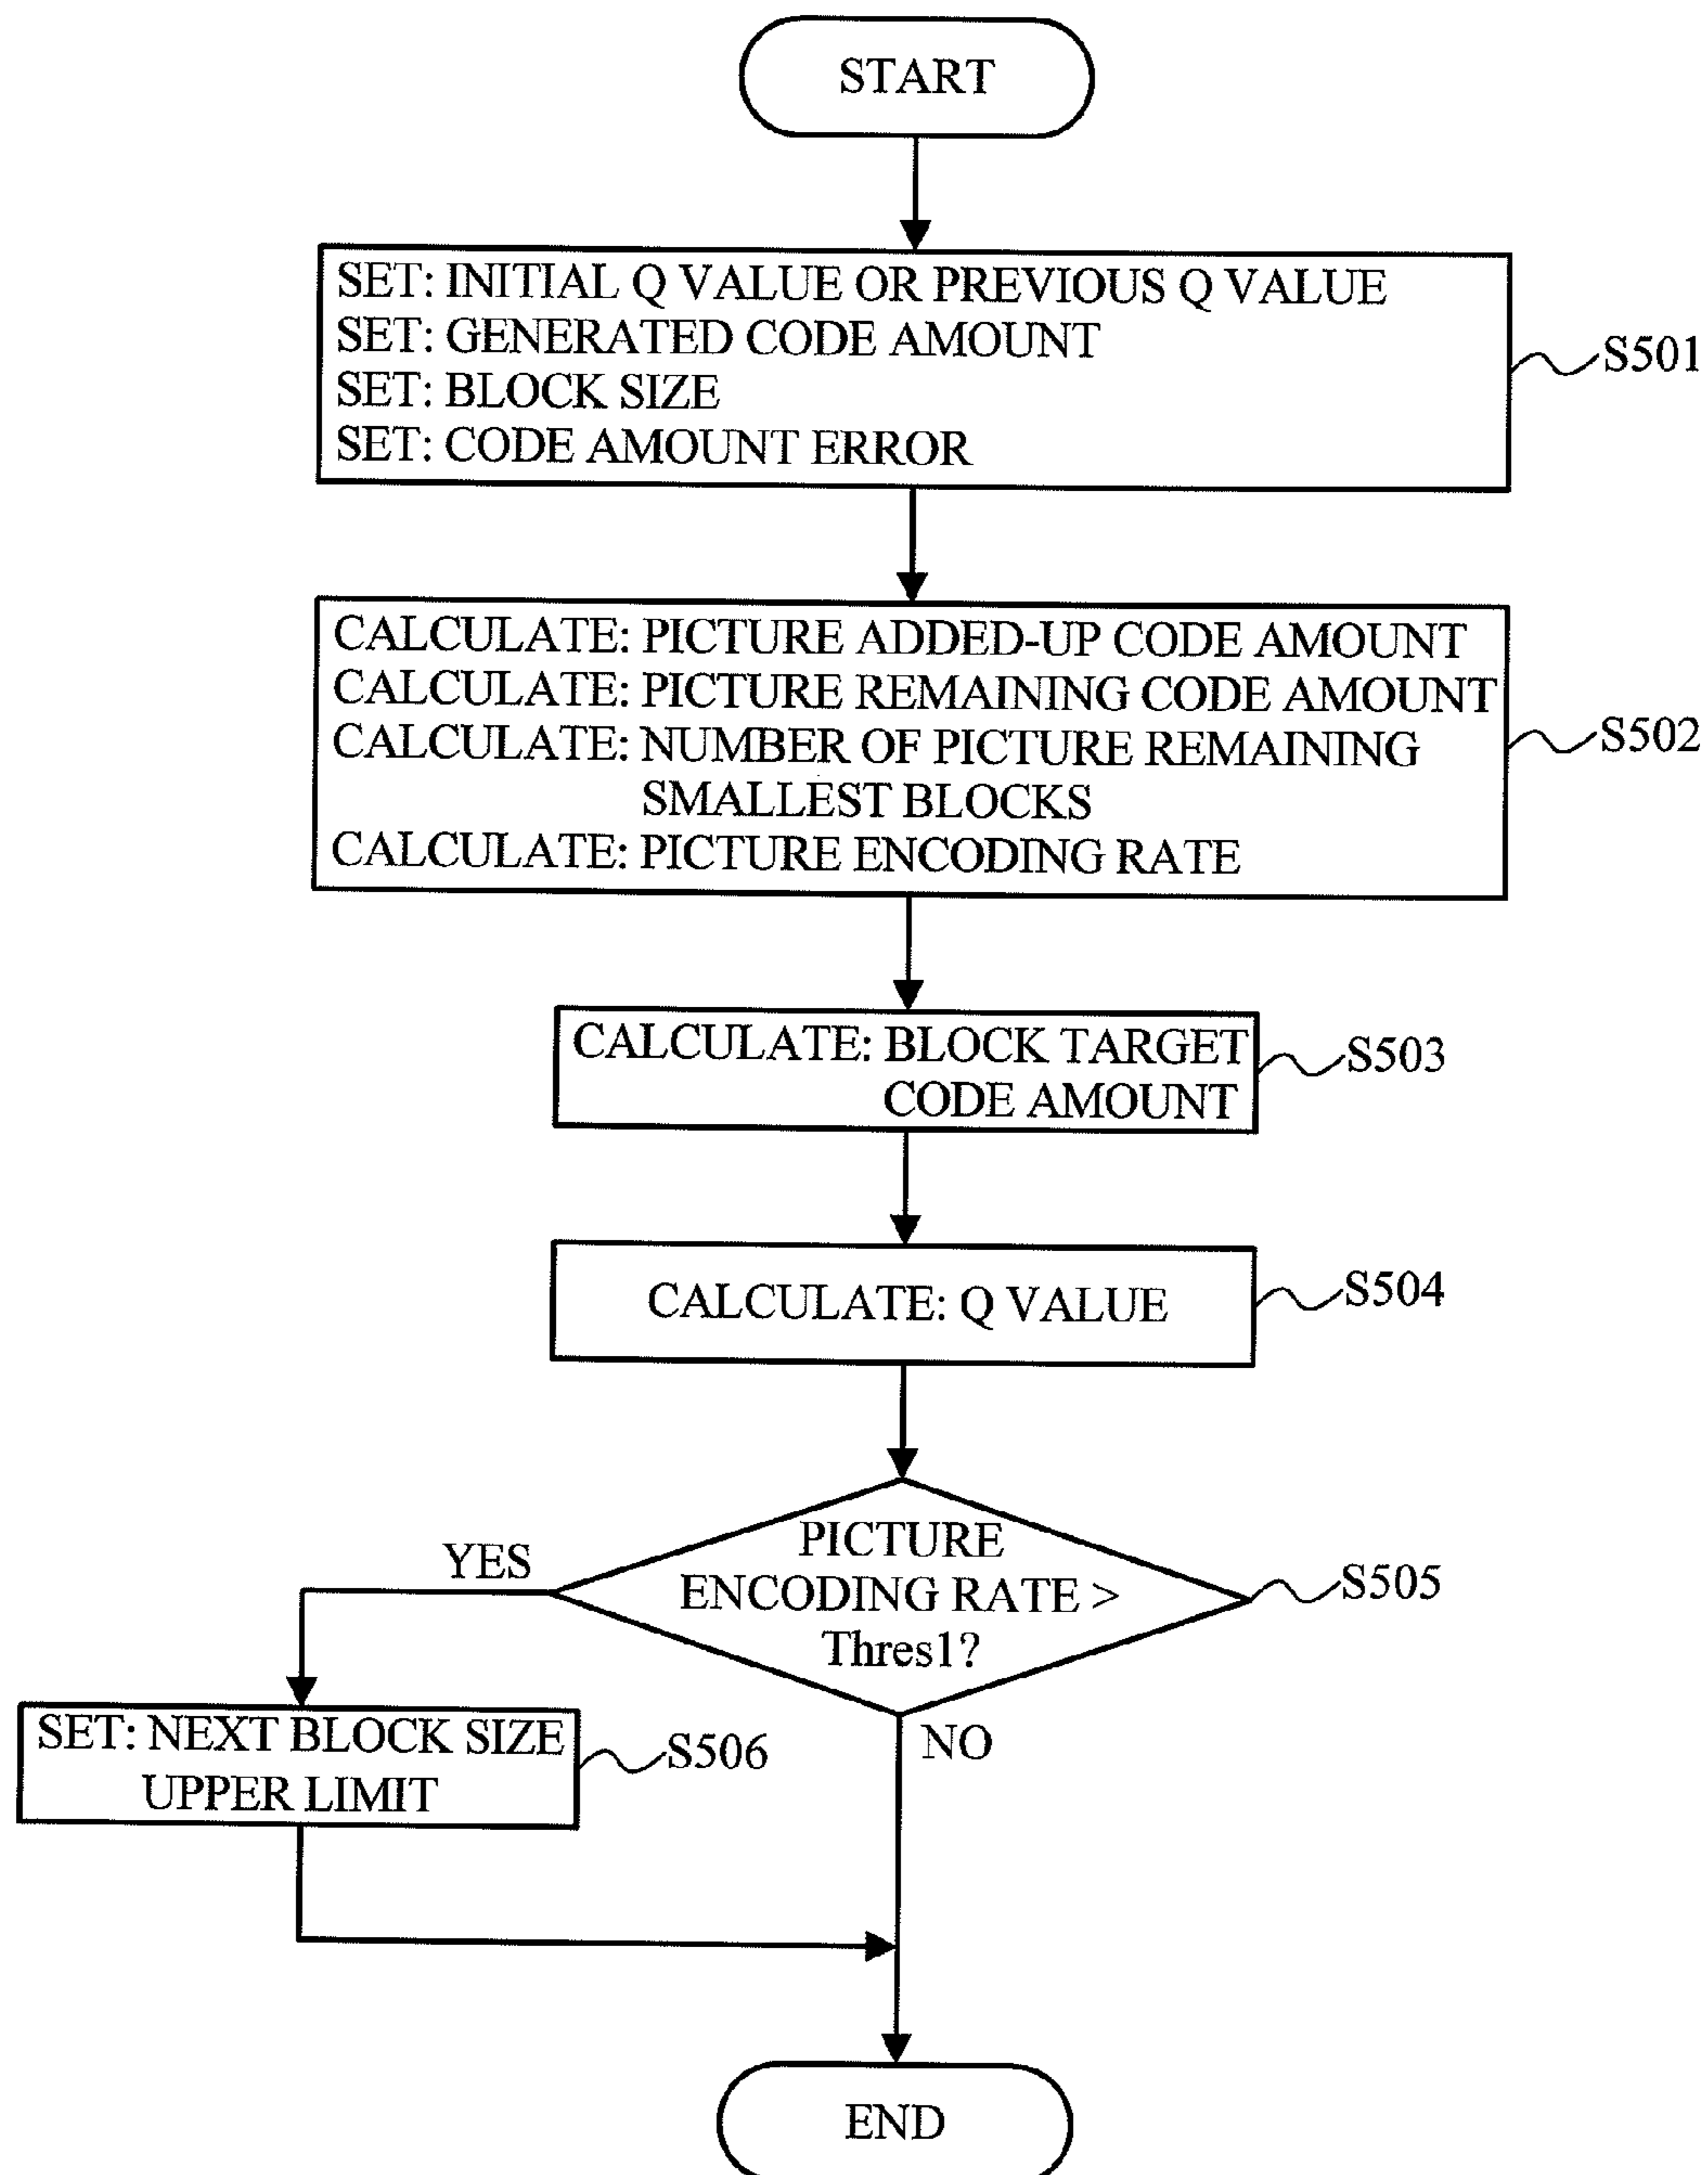 START
SET: INITIAL Q VALUE OR PREVIOUS Q VALUE
SET: GENERATED CODE AMOUNT
SET: BLOCK SIZE
SET: CODE AMOUNT ERROR
S501
CALCULATE: PICTURE ADDED-UP CODE AMOUNT
CALCULATE: PICTURE REMAINING CODE AMOUNT
CALCULATE: NUMBER OF PICTURE REMAINING
SMALLEST BLOCKS
CALCULATE: PICTURE ENCODING RATE
S502
CALCULATE: BLOCK TARGET
CODE AMOUNT
S503
CALCULATE: Q VALUE
S504
PICTURE
ENCODING RATE >
Thres1?
S505
YES
NO
SET: NEXT BLOCK SIZE
UPPER LIMIT
S506
END